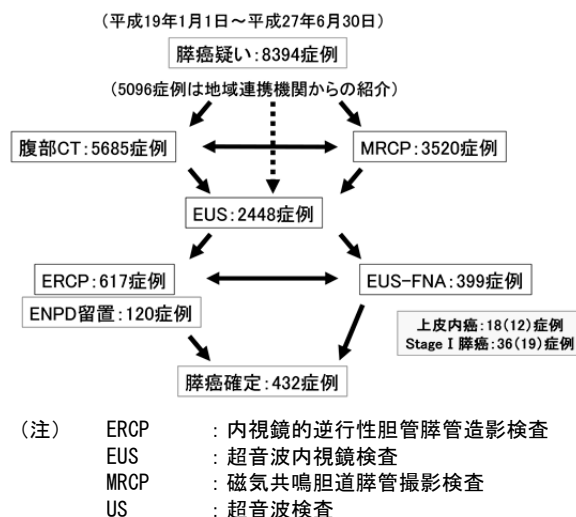 （平成19年1月1日～平成27年6月30日）
膵癌疑い：8394症例
（5096症例は地域連携機関からの紹介）
腹部CT：5685症例
MRCP：3520症例
EUS：2448症例
ERCP：617症例
EUS-FNA：399症例
ENPD留置：120症例
上皮内癌：18（12）症例
Stage Ⅰ 膵癌：36（19）症例
膵癌確定：432症例
（注） ERCP ：内視鏡的逆行性胆管膵管造影検査
EUS ：超音波内視鏡検査
MRCP ：磁気共鳴胆道膵管撮影検査
US ：超音波検査